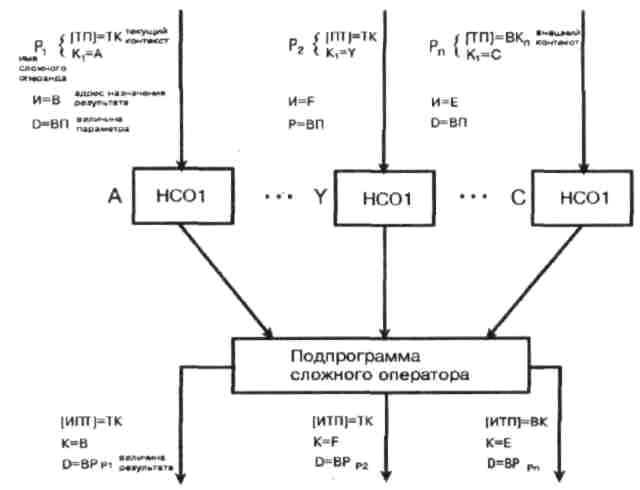 P1 { [ТП]=ТК текущий контекст
K1=A
имя сложного операнда
И=В адрес назначения результата
D=ВП величина параметра
P2 { [ПТ]=ТК
K1=Y
И=F
P=ВП
Pn { [ТП]=ВКп внешний контекст
K1=C
И=E
D=ВП
A НСО1 ... Y НСО1 ... C НСО1
Подпрограмма
сложного оператора
[ИПТ]=ТК
K=B
D=ВР P1 величина результата
[ИТП]=ТК
K=F
D=ВР P2
[ИТП]=ВК
K=E
D=ВР Pn